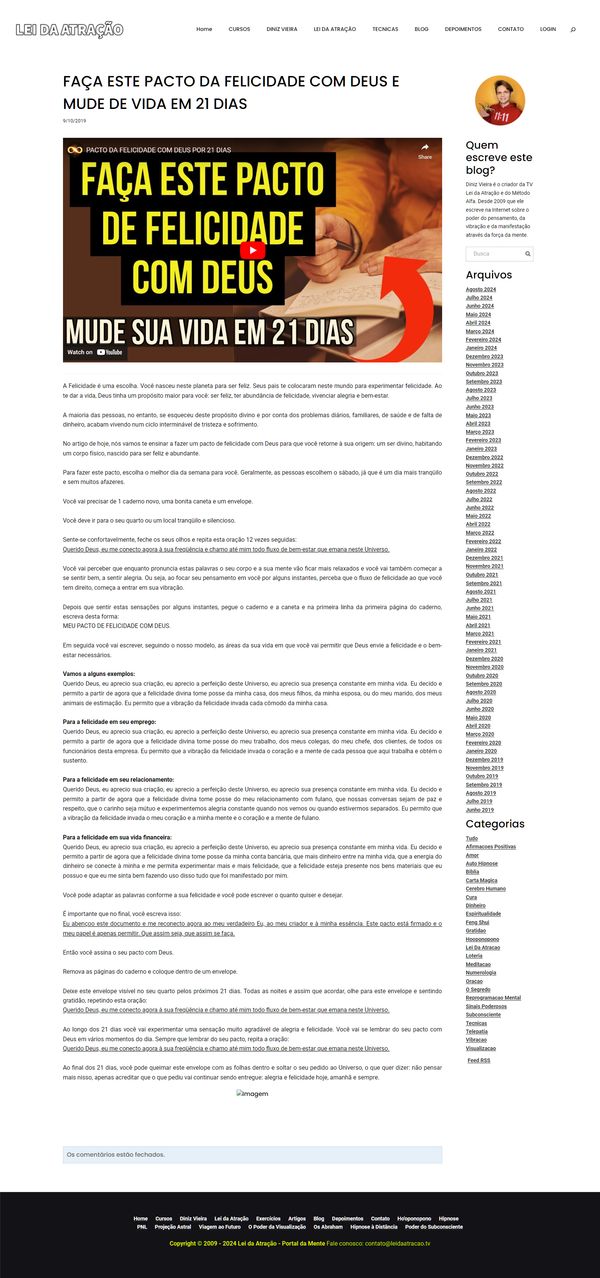 LEI DA ATRAÇÃO
Home CURSOS DINIZ VIEIRA LEI DA ATRAÇÃO TECNICAS BLOG DEPOIMENTOS CONTATO LOGIN
FAÇA ESTE PACTO DA FELICIDADE COM DEUS E
MUDE DE VIDA EM 21 DIAS
9/10/2019
PACTO DA FELICIDADE COM DEUS POR 21 DIAS
Share
FAÇA ESTE PACTO
DE FELICIDADE
COM DEUS
MUDE SUA VIDA EM 21 DIAS
Watch on YouTube
A Felicidade é uma escolha. Você nasceu neste planeta para ser feliz. Seus pais te colocaram neste mundo para experimentar felicidade. Ao
te dar a vida, Deus tinha um propósito maior para você: ser feliz, ter abundância de felicidade, vivenciar alegria e bem-estar.
A maioria das pessoas, no entanto, se esqueceu deste propósito divino e por conta dos problemas diários, familiares, de saúde e de falta de
dinheiro, acabam vivendo num ciclo interminável de tristeza e sofrimento.
No artigo de hoje, nós vamos te ensinar a fazer um pacto de felicidade com Deus para que você retorne à sua origem: um ser divino, habitando
um corpo físico, nascido para ser feliz e abundante.
Para fazer este pacto, escolha o melhor dia da semana para você. Geralmente, as pessoas escolhem o sábado, já que é um dia mais tranqüilo
e sem muitos afazeres.
Você vai precisar de 1 caderno novo, uma bonita caneta e um envelope.
Você deve ir para o seu quarto ou um local tranqüilo e silencioso.
Sente-se confortavelmente, feche os seus olhos e repita esta oração 12 vezes seguidas:
Querido Deus, eu me conecto agora à sua freqüência e chamo até mim todo fluxo de bem-estar que emana neste Universo.
Você vai perceber que enquanto pronuncia estas palavras o seu corpo e a sua mente vão ficar mais relaxados e você vai também começar a
se sentir bem, a sentir alegria. Ou seja, ao focar seu pensamento em você por alguns instantes, perceba que o fluxo de felicidade ao que você
tem direito, começa a entrar em sua vibração.
Depois que sentir estas sensações por alguns instantes, pegue o caderno e a caneta e na primeira linha da primeira página do caderno,
escreva desta forma:
MEU PACTO DE FELICIDADE COM DEUS.
Em seguida você vai escrever, seguindo o nosso modelo, as áreas da sua vida em que você vai permitir que Deus envie a felicidade e o bem-
estar necessários.
Vamos a alguns exemplos:
Querido Deus, eu aprecio sua criação, eu aprecio a perfeição deste Universo, eu aprecio sua presença constante em minha vida. Eu decido e
permito a partir de agora que a felicidade divina tome posse da minha casa, dos meus filhos, da minha esposa, ou do meu marido, dos meus
animais de estimação. Eu permito que a vibração da felicidade invada cada cômodo da minha casa.
Para a felicidade em seu emprego:
Querido Deus, eu aprecio sua criação, eu aprecio a perfeição deste Universo, eu aprecio sua presença constante em minha vida. Eu decido e
permito a partir de agora que a felicidade divina tome posse do meu trabalho, dos meus colegas, do meu chefe, dos clientes, de todos os
funcionários desta empresa. Eu permito que a vibração da felicidade invada o coração e a mente de cada pessoa que aqui trabalha e obtém o
sustento.
Para a felicidade em seu relacionamento:
Querido Deus, eu aprecio sua criação, eu aprecio a perfeição deste Universo, eu aprecio sua presença constante em minha vida. Eu decido e
permito a partir de agora que a felicidade divina tome posse do meu relacionamento com fulano, que nossas conversas sejam de paz e
respeito, que o carinho seja mútuo e experimentemos alegria constante quando nos vemos ou quando estivermos separados. Eu permito que
a vibração da felicidade invada o meu coração e a minha mente e o coração e a mente de fulano.
Para a felicidade em sua vida financeira:
Querido Deus, eu aprecio sua criação, eu aprecio a perfeição deste Universo, eu aprecio sua presença constante em minha vida. Eu decido e
permito a partir de agora que a felicidade divina tome posse da minha conta bancária, que mais dinheiro entre na minha vida, que a energia do
dinheiro se conecte à minha e me permita experimentar mais e mais felicidade, que a felicidade esteja presente nos bens materiais que eu
possuo e que eu me sinta bem fazendo uso disso tudo que foi manifestado por mim.
Você pode adaptar as palavras conforme a sua felicidade e você pode escrever o quanto quiser e desejar.
É importante que no final, você escreva isso:
Eu abençoo este documento e me reconecto agora ao meu verdadeiro Eu, ao meu criador e à minha essência. Este pacto está firmado e o
meu papel é apenas permitir. Que assim seja, que assim se faça.
Então você assina o seu pacto com Deus.
Remova as páginas do caderno e coloque dentro de um envelope.
Deixe este envelope visível no seu quarto pelos próximos 21 dias. Todas as noites e assim que acordar, olhe para este envelope e sentindo
gratidão, repetindo esta oração:
Querido Deus, eu me conecto agora à sua freqüência e chamo até mim todo fluxo de bem-estar que emana neste Universo.
Ao longo dos 21 dias você vai experimentar uma sensação muito agradável de alegria e felicidade. Você vai se lembrar do seu pacto com
Deus em vários momentos do dia. Sempre que lembrar do seu pacto, repita a oração:
Querido Deus, eu me conecto agora à sua freqüência e chamo até mim todo fluxo de bem-estar que emana neste Universo.
Ao final dos 21 dias, você pode queimar este envelope com as folhas dentro e soltar o seu pedido ao Universo, o que quer dizer: não pensar
mais nisso, apenas acreditar que o que pediu vai continuar sendo entregue: alegria e felicidade hoje, amanhã e sempre.
Imagem
Os comentários estão fechados.
11:11
Quem
escreve este
blog?
Diniz Vieira é o criador da TV
Lei da Atração e do Método
Alfa. Desde 2009 que ele
escreve na Internet sobre o
poder do pensamento, da
vibração e da manifestação
através da força da mente.
Busca
Arquivos
Agosto 2024
Julho 2024
Junho 2024
Maio 2024
Abril 2024
Março 2024
Fevereiro 2024
Janeiro 2024
Dezembro 2023
Novembro 2023
Outubro 2023
Setembro 2023
Agosto 2023
Julho 2023
Junho 2023
Maio 2023
Abril 2023
Março 2023
Fevereiro 2023
Janeiro 2023
Dezembro 2022
Novembro 2022
Outubro 2022
Setembro 2022
Agosto 2022
Julho 2022
Junho 2022
Maio 2022
Abril 2022
Março 2022
Fevereiro 2022
Janeiro 2022
Dezembro 2021
Novembro 2021
Outubro 2021
Setembro 2021
Agosto 2021
Julho 2021
Junho 2021
Maio 2021
Abril 2021
Março 2021
Fevereiro 2021
Janeiro 2021
Dezembro 2020
Novembro 2020
Outubro 2020
Setembro 2020
Agosto 2020
Julho 2020
Junho 2020
Maio 2020
Abril 2020
Março 2020
Fevereiro 2020
Janeiro 2020
Dezembro 2019
Novembro 2019
Outubro 2019
Setembro 2019
Agosto 2019
Julho 2019
Junho 2019
Categorias
Tudo
Afirmacoes Positivas
Amor
Auto Hipnose
Biblia
Carta Magica
Cerebro Humano
Cura
Dinheiro
Espiritualidade
Feng Shui
Gratidao
Hooponopono
Lei Da Atracao
Loteria
Meditacao
Numerologia
Oracao
O Segredo
Reprogramacao Mental
Sinais Poderosos
Subconsciente
Tecnicas
Telepatia
Vibracao
Visualizacao
Feed RSS
Home Cursos Diniz Vieira Lei da Atração Exercícios Artigos Blog Depoimentos Contato Ho'oponopono Hipnose
PNL Projeção Astral Viagem ao Futuro O Poder da Visualização Os Abraham Hipnose à Distância Poder do Subconsciente
Copyright © 2009 - 2024 Lei da Atração - Portal da Mente Fale conosco: contato@leidaatracao.tv